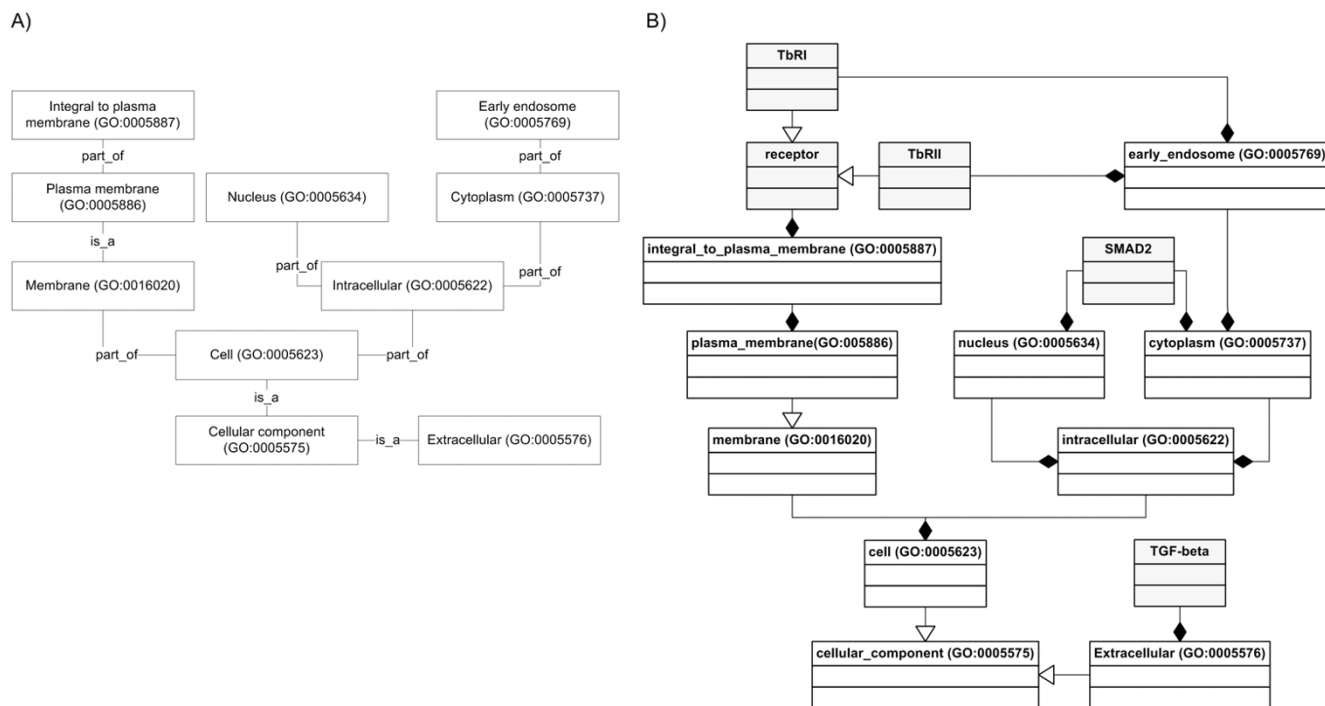 A)
Integral to plasma
membrane (GO:0005887)
part_of
Plasma membrane
(GO:0005886)
is_a
Membrane (GO:0016020)
part_of
Nucleus (GO:0005634)
part_of
Early endosome
(GO:0005769)
part_of
Cytoplasm (GO:0005737)
part_of
Intracellular (GO:0005622)
part_of
Cell (GO:0005623)
is_a
Cellular component
(GO:0005575)
is_a
Extracellular (GO:0005576)
B)
TbRI
receptor
TbRII
early_endosome (GO:0005769)
integral_to_plasma_membrane (GO:0005887)
SMAD2
plasma_membrane(GO:005886)
nucleus (GO:0005634)
cytoplasm (GO:0005737)
membrane (GO:0016020)
intracellular (GO:0005622)
cell (GO:0005623)
TGF-beta
cellular_component (GO:0005575)
Extracellular (GO:0005576)